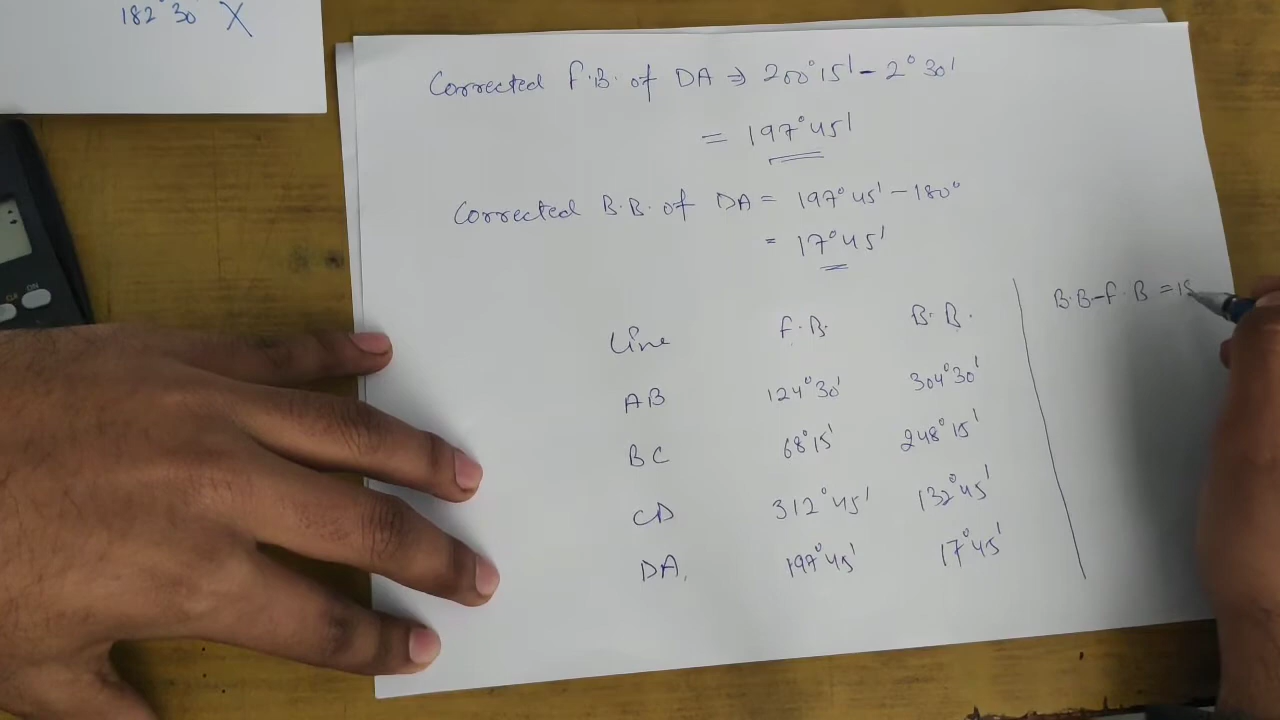 182°30' X
Corrected F.B. of DA ⇒ 200°15' - 2°30'
= 197°45'
Corrected B.B. of DA = 197°45' - 180°
= 17°45'
Line F.B. B.B. B.B-F.B =18
AB 124°30' 304°30'
BC 68°15' 248°15'
CD 312°45' 132°45'
DA. 197°45' 17°45'
ON